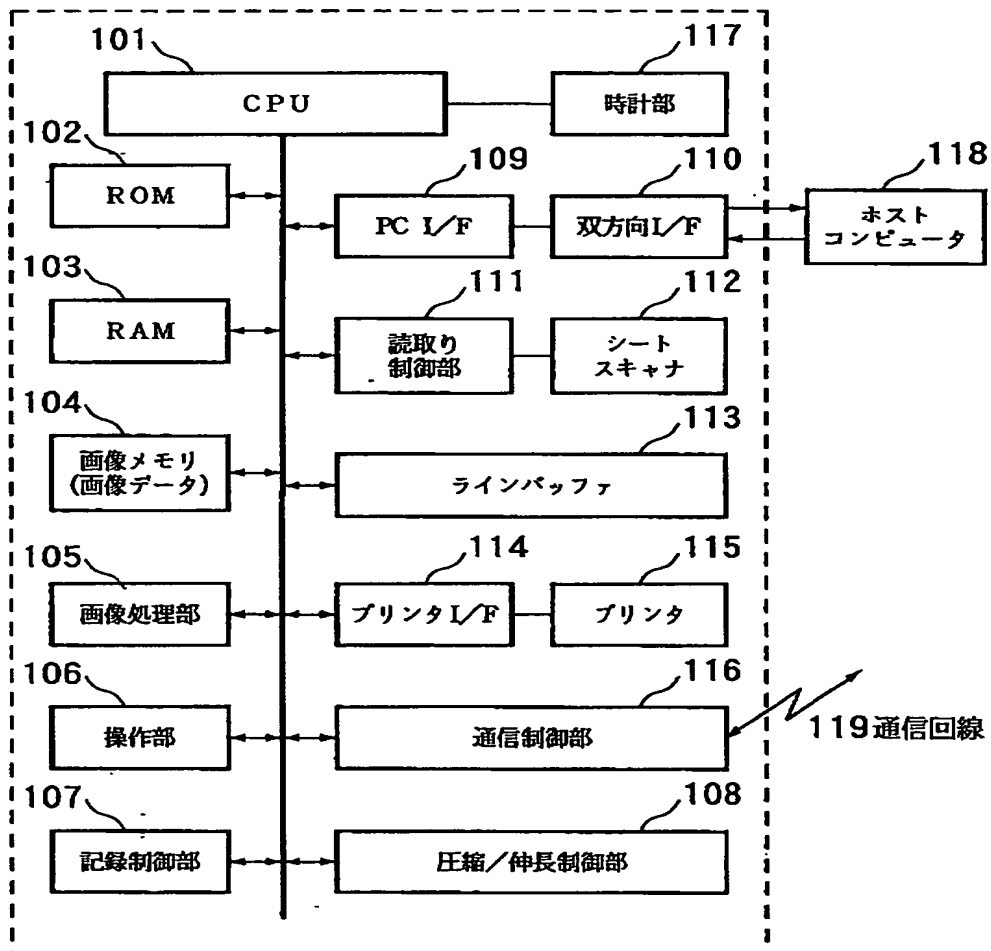 101
117
CPU
時計部
102
109
110
118
ROM
PC I/F
双方向I/F
ホスト
コンピュータ
103
111
112
RAM
読取り
制御部
シート
スキャナ
104
113
画像メモリ
(画像データ)
ラインバッファ
105
114
115
画像処理部
プリンタI/F
プリンタ
106
116
操作部
通信制御部
119通信回線
107
108
記録制御部
圧縮/伸長制御部